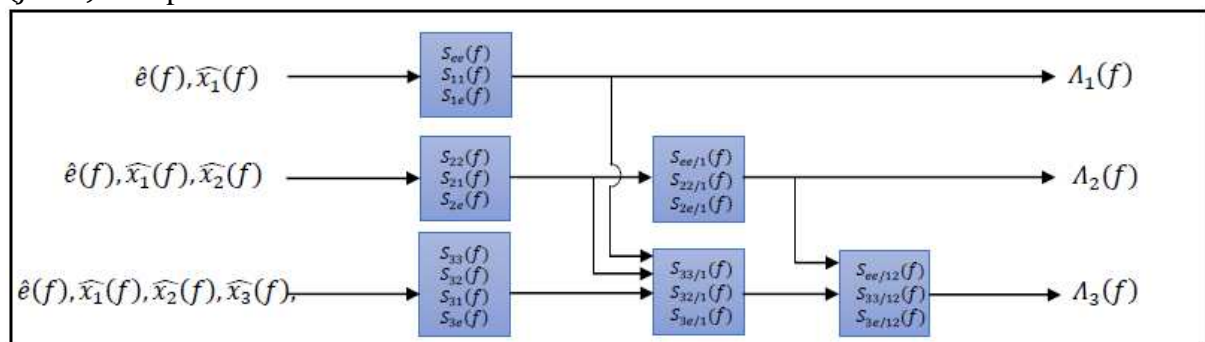 ê(f), x̂₁(f)
S_ee(f)
S_11(f)
S_1e(f)
Λ₁(f)
ê(f), x̂₁(f), x̂₂(f)
S_22(f)
S_21(f)
S_2e(f)
S_ee/1(f)
S_22/1(f)
S_2e/1(f)
Λ₂(f)
ê(f), x̂₁(f), x̂₂(f), x̂₃(f),
S_33(f)
S_32(f)
S_31(f)
S_3e(f)
S_33/1(f)
S_32/1(f)
S_3e/1(f)
S_ee/12(f)
S_33/12(f)
S_3e/12(f)
Λ₃(f)